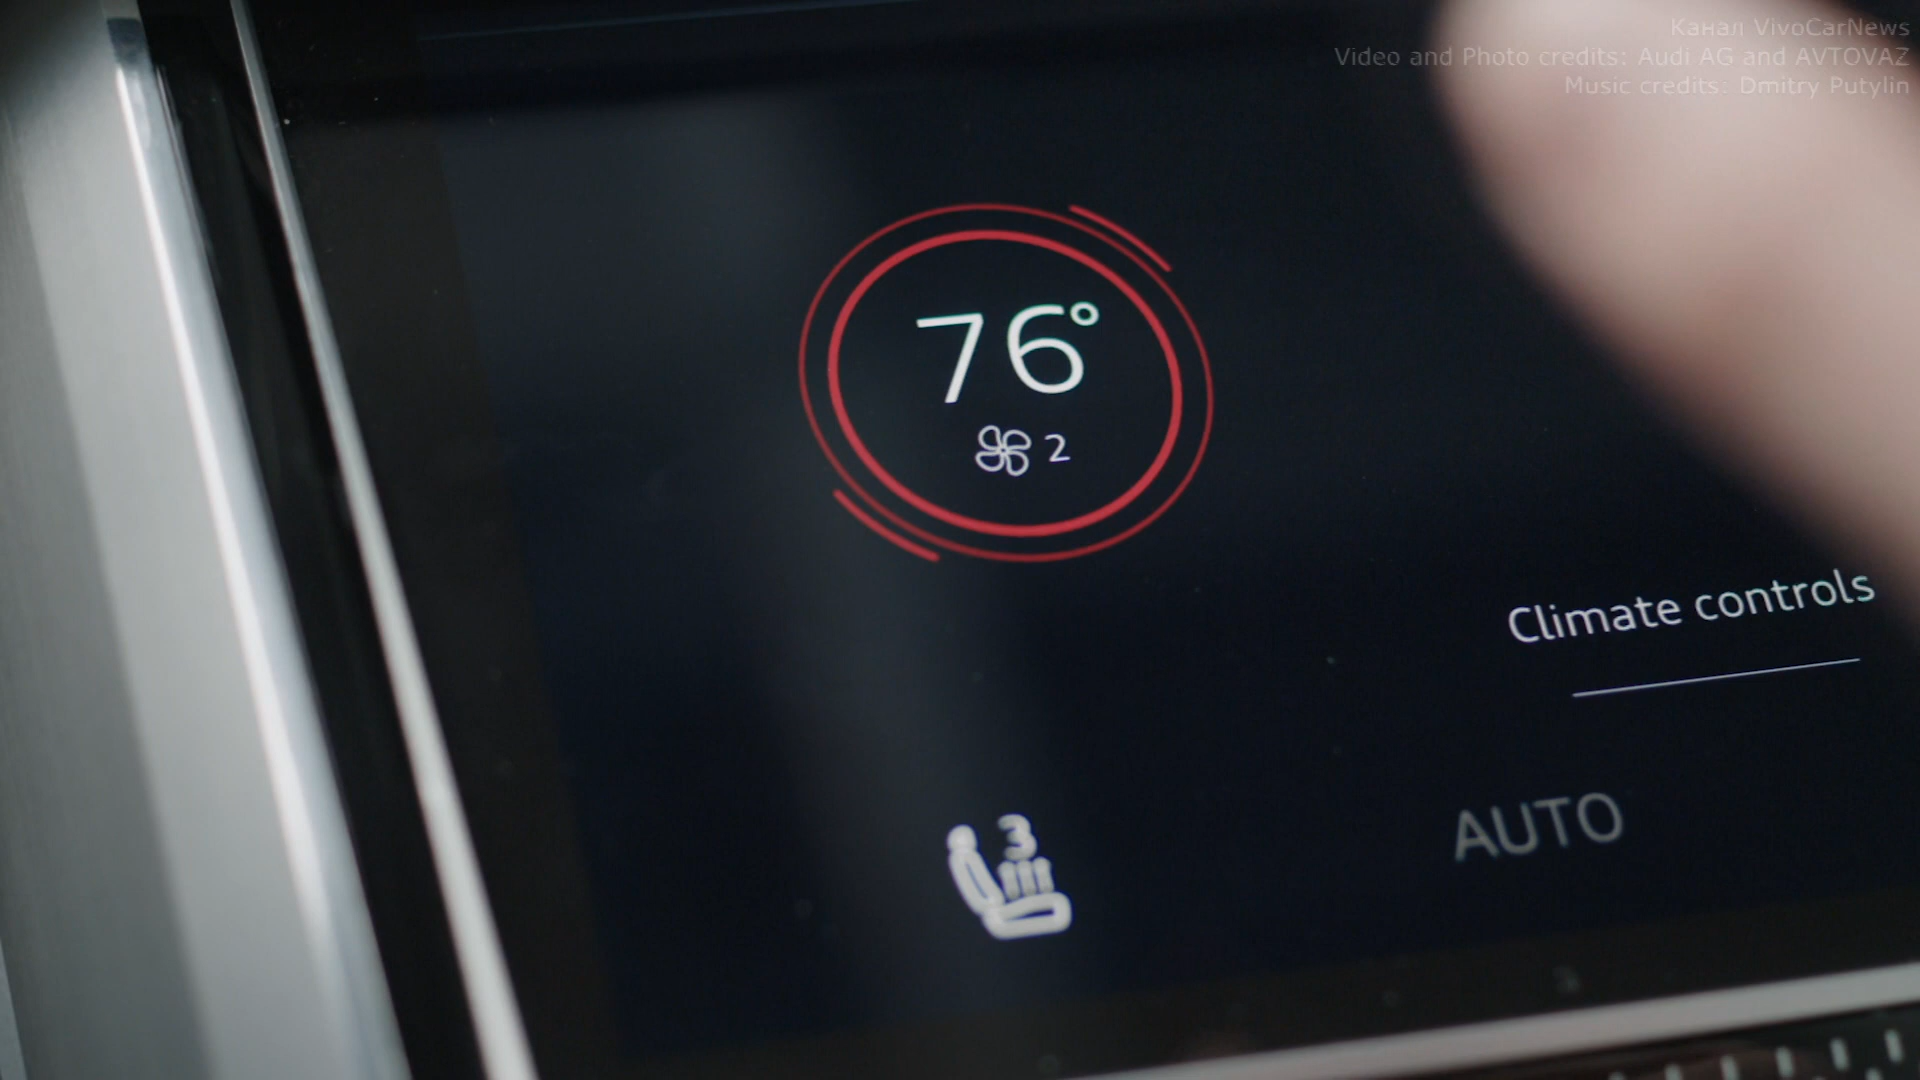 Канал VivoCarNews
Video and Photo credits: Audi AG and AVTOVAZ
Music credits: Dmitry Putylin
76°
2
Climate controls
3
AUTO